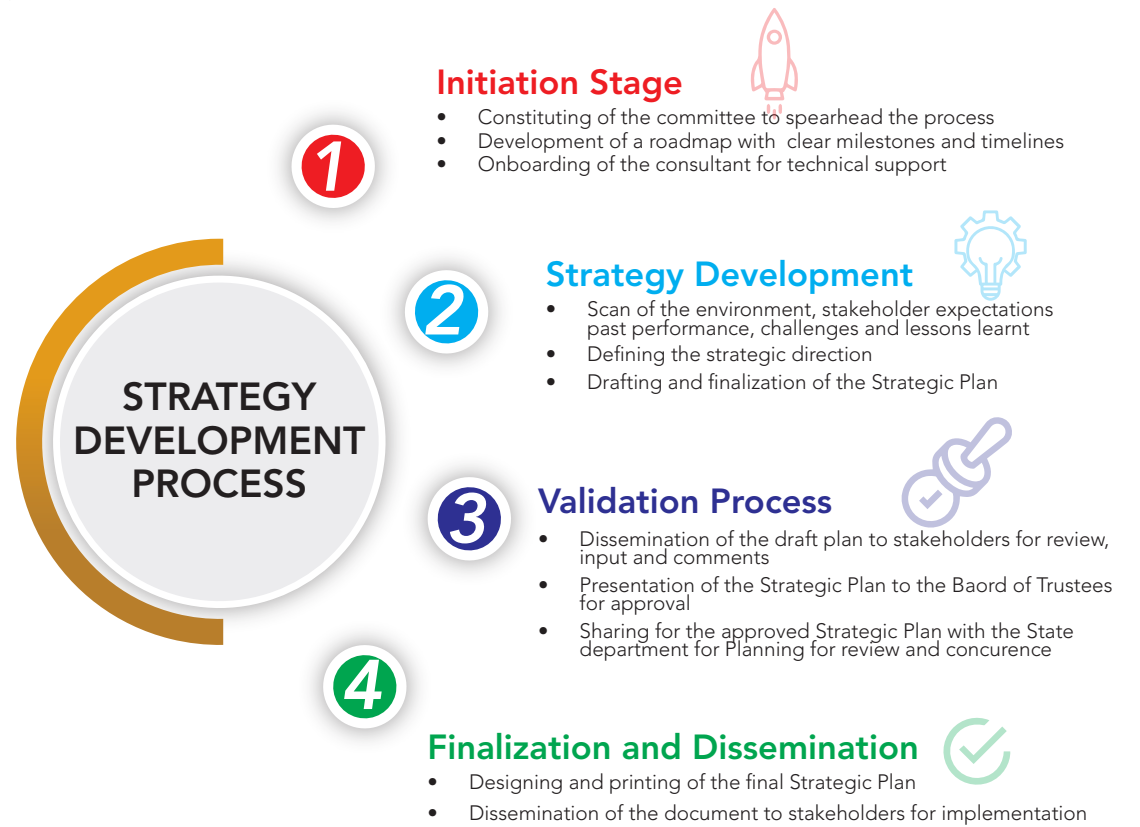 Initiation Stage
• Constituting of the committee to spearhead the process
• Development of a roadmap with clear milestones and timelines
• Onboarding of the consultant for technical support
1
Strategy Development
• Scan of the environment, stakeholder expectations
past performance, challenges and lessons learnt
• Defining the strategic direction
• Drafting and finalization of the Strategic Plan
2
STRATEGY
DEVELOPMENT
PROCESS
3
Validation Process
• Dissemination of the draft plan to stakeholders for review,
input and comments
• Presentation of the Strategic Plan to the Baord of Trustees
for approval
• Sharing for the approved Strategic Plan with the State
department for Planning for review and concurence
4
Finalization and Dissemination
• Designing and printing of the final Strategic Plan
• Dissemination of the document to stakeholders for implementation